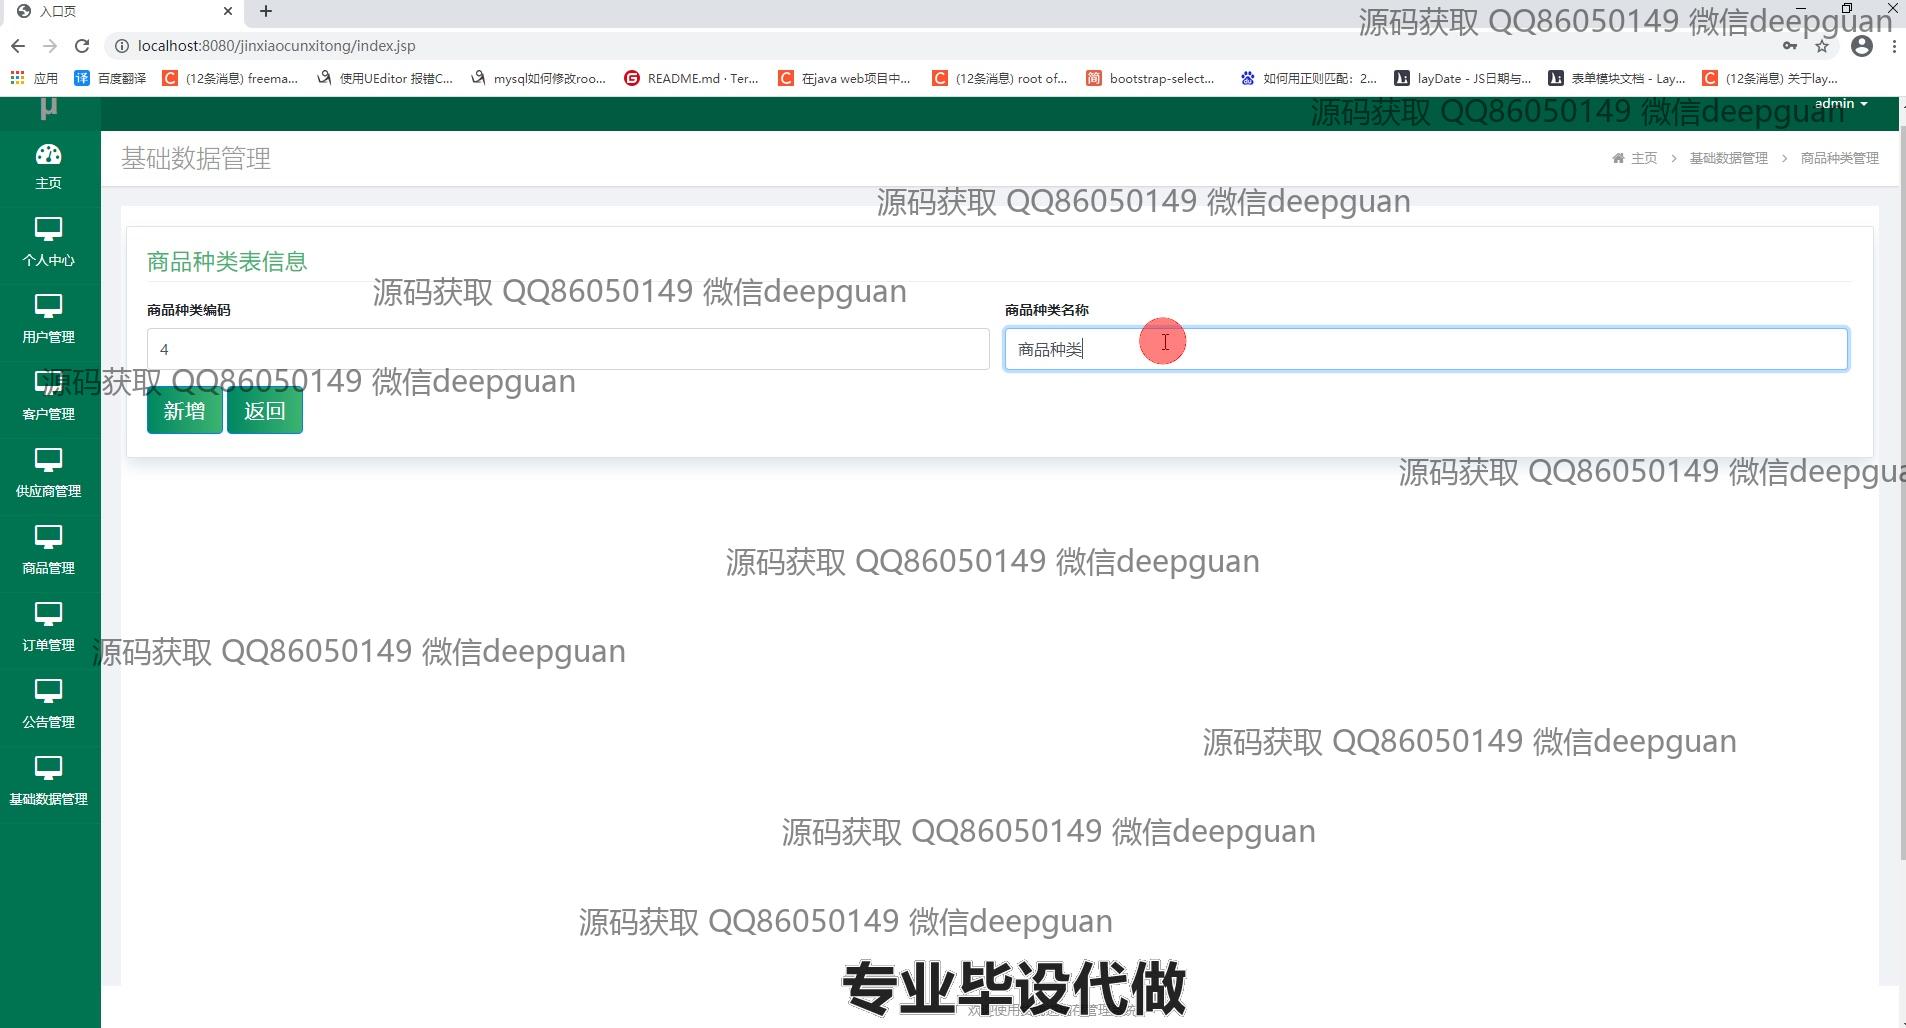 入口页
localhost:8080/jinxiaocunxitong/index.jsp
源码获取 QQ86050149 微信deepguan
应用 百度翻译 (12条消息) freema... 使用UEditor 报错C... mysql如何修改roo... README.md · Ter... 在java web项目中... (12条消息) root of... bootstrap-select... 如何用正则匹配：2... layDate - JS日期与... 表单模块文档 - Lay... (12条消息) 关于lay...
μ
admin
源码获取 QQ86050149 微信deepguan
基础数据管理
主页 > 基础数据管理 > 商品种类管理
主页
源码获取 QQ86050149 微信deepguan
个人中心
商品种类表信息
源码获取 QQ86050149 微信deepguan
商品种类编码 商品种类名称
用户管理
4 商品种类
源码获取 QQ86050149 微信deepguan
客户管理
新增 返回
源码获取 QQ86050149 微信deepgua
供应商管理
源码获取 QQ86050149 微信deepguan
商品管理
订单管理
源码获取 QQ86050149 微信deepguan
公告管理
源码获取 QQ86050149 微信deepguan
基础数据管理
源码获取 QQ86050149 微信deepguan
源码获取 QQ86050149 微信deepguan
专业毕设代做